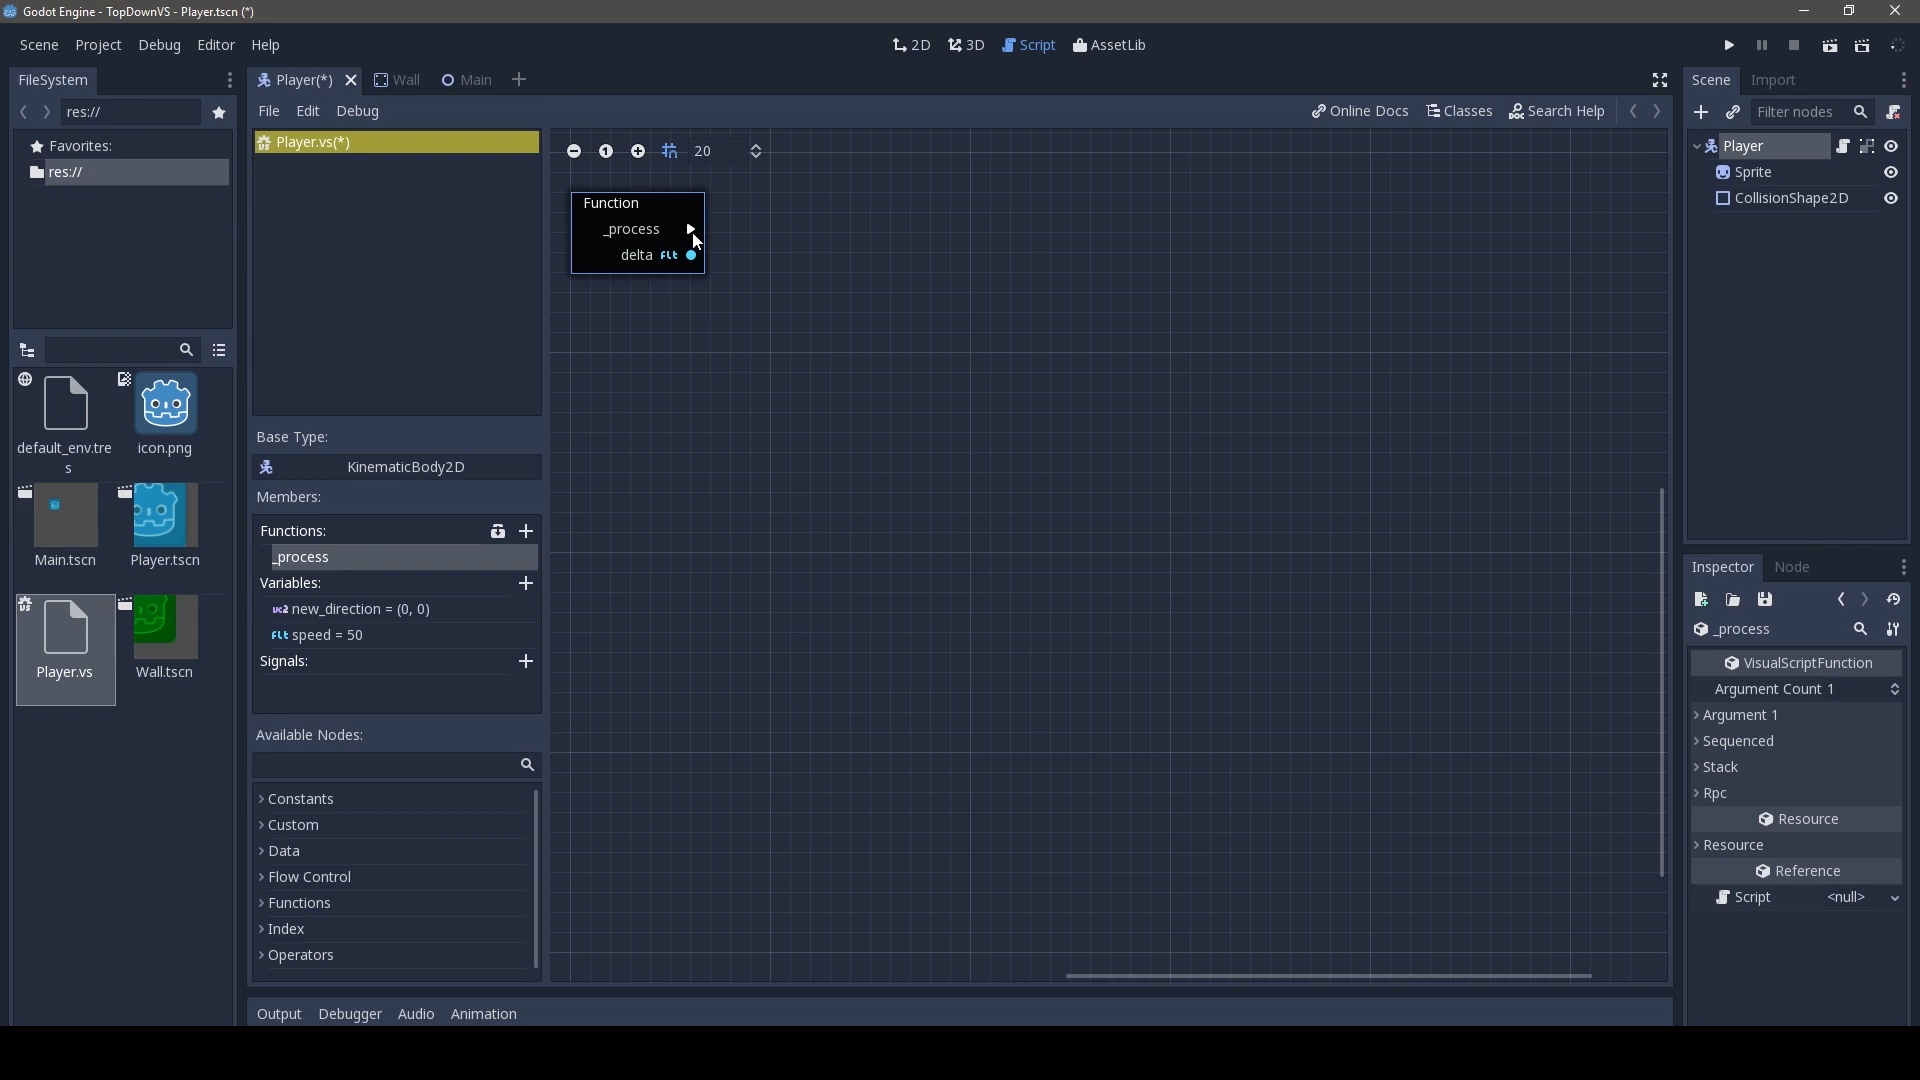 Godot Engine - TopDownVS - Player.tscn (*)
Scene Project Debug Editor Help
2D 3D Script AssetLib
FileSystem
Player(*) Wall Main
Scene Import
res://
File Edit Debug
Online Docs Classes Search Help
Filter nodes
Favorites:
res://
Player.vs(*)
20
Player
Sprite
CollisionShape2D
Function
_process
delta
default_env.tre
s
icon.png
Main.tscn
Player.tscn
Player.vs
Wall.tscn
Base Type:
KinematicBody2D
Members:
Functions:
_process
Variables:
new_direction = (0, 0)
speed = 50
Signals:
Available Nodes:
Constants
Custom
Data
Flow Control
Functions
Index
Operators
Inspector Node
_process
VisualScriptFunction
Argument Count 1
Argument 1
Sequenced
Stack
Rpc
Resource
Resource
Reference
Script <null>
Output Debugger Audio Animation